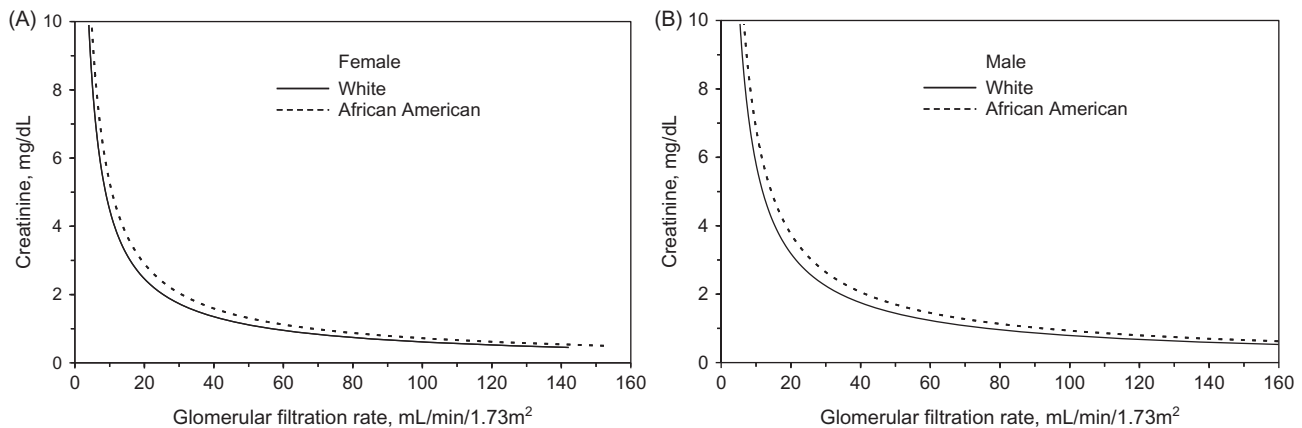 (A)
10
8
6
4
2
0
Creatinine, mg/dL
Female
White
African American
0 20 40 60 80 100 120 140 160
Glomerular filtration rate, mL/min/1.73m²
(B)
10
8
6
4
2
0
Creatinine, mg/dL
Male
White
African American
0 20 40 60 80 100 120 140 160
Glomerular filtration rate, mL/min/1.73m²